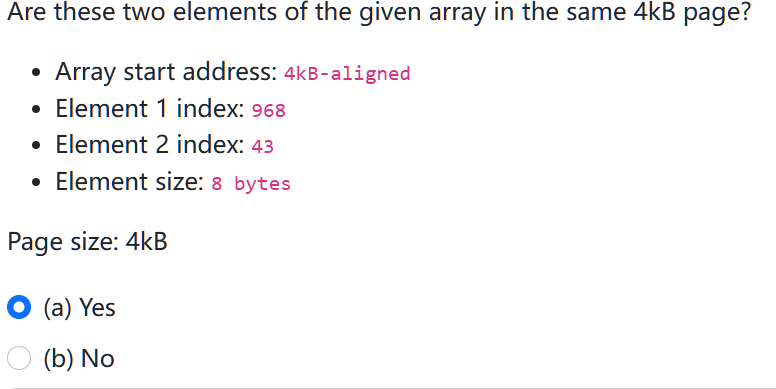 Are these two elements of the given array in the same 4kB page?
• Array start address: 4kB-aligned
• Element 1 index: 968
• Element 2 index: 43
• Element size: 8 bytes
Page size: 4kB
(a) Yes
(b) No